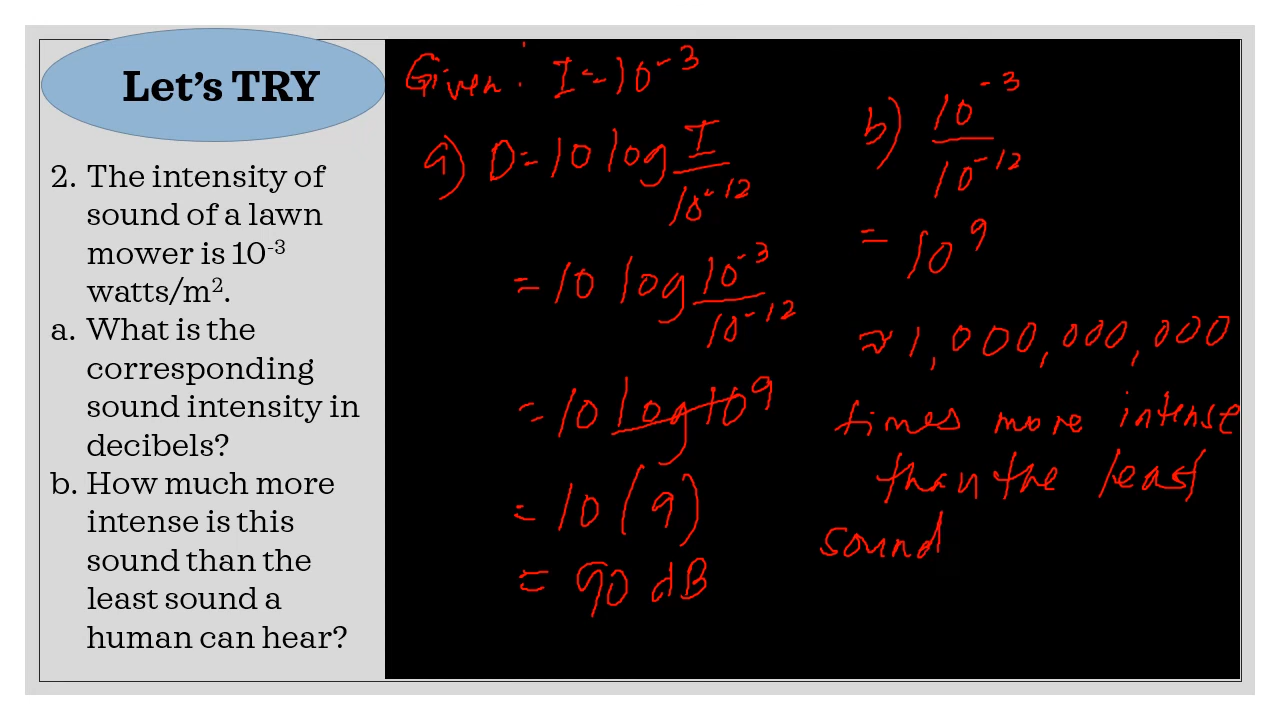 Let's TRY
2. The intensity of
sound of a lawn
mower is 10⁻³
watts/m².
a. What is the
corresponding
sound intensity in
decibels?
b. How much more
intense is this
sound than the
least sound a
human can hear?
Given: I = 10⁻³
a) D = 10 log I/10⁻¹²
= 10 log 10⁻³/10⁻¹²
= 10 log 10⁹
= 10 (9)
= 90 dB
b) 10⁻³/10⁻¹²
= 10⁹
≈ 1,000,000,000
times more intense
than the least
sound